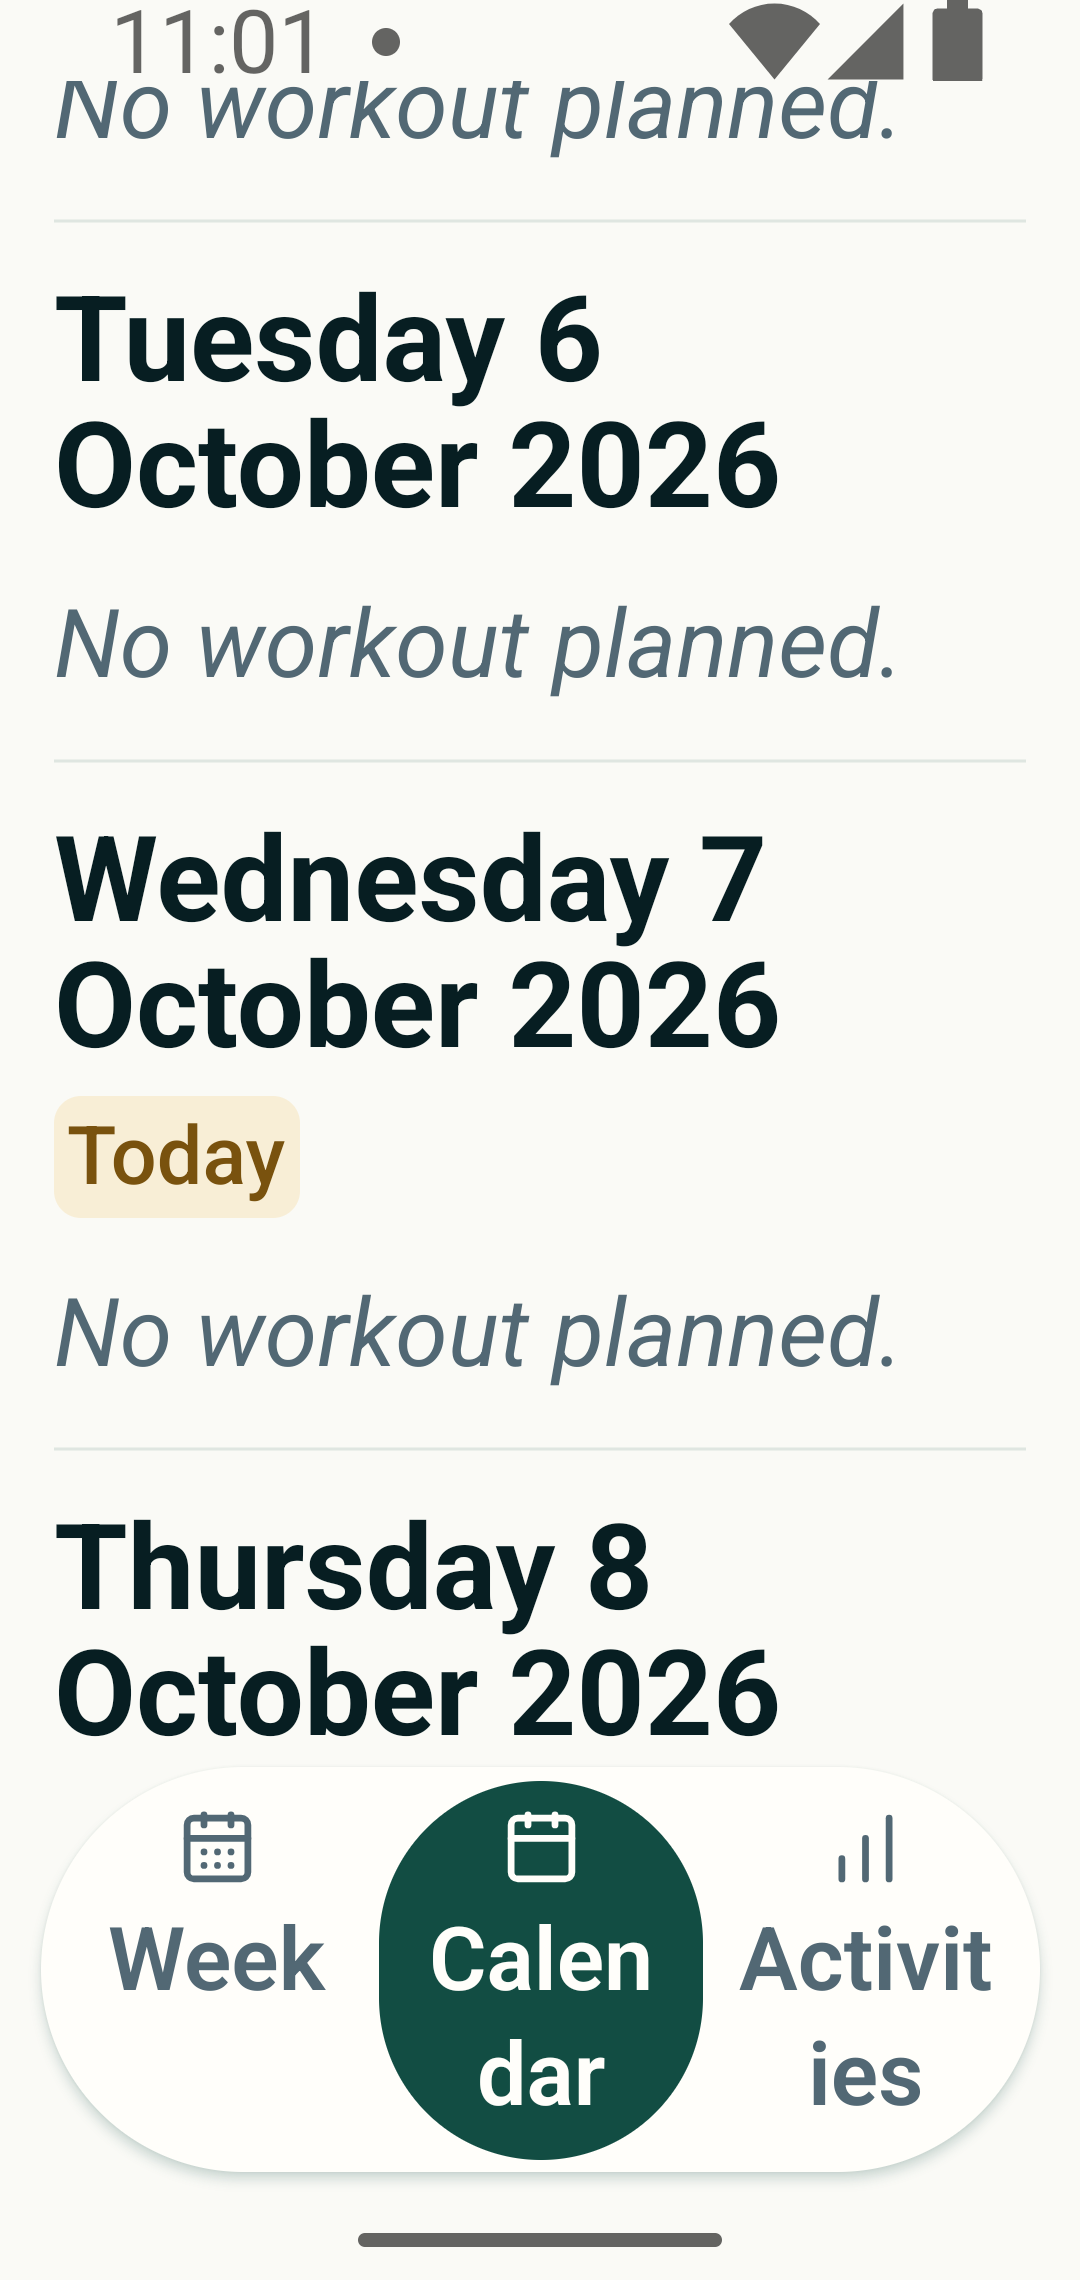 11:01
No workout planned.
Tuesday 6
October 2026
No workout planned.
Wednesday 7
October 2026
Today
No workout planned.
Thursday 8
October 2026
Week
Calen
dar
Activit
ies